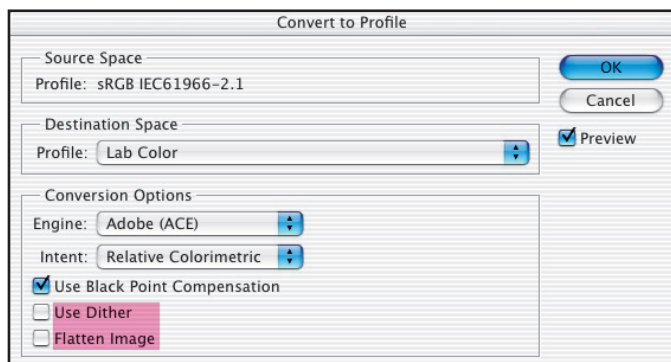 Convert to Profile
Source Space
Profile: sRGB IEC61966-2.1
OK
Cancel
Preview
Destination Space
Profile: Lab Color
Conversion Options
Engine: Adobe (ACE)
Intent: Relative Colorimetric
Use Black Point Compensation
Use Dither
Flatten Image